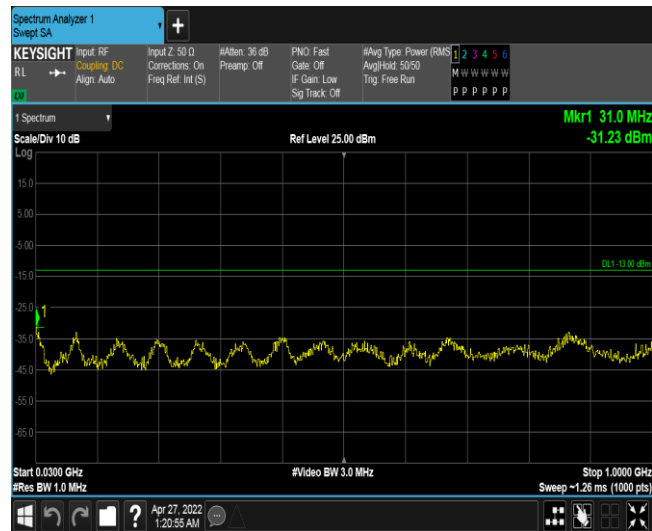 Spectrum Analyzer 1
Swept SA
+
KEYSIGHT
RL
LXI
Input: RF
Coupling: DC
Align: Auto
Input Z: 50 Ω
Corrections: On
Freq Ref: Int (S)
#Atten: 36 dB
Preamp: Off
PNO: Fast
Gate: Off
IF Gain: Low
Sig Track: Off
#Avg Type: Power (RMS
Avg|Hold: 50/50
Trig: Free Run
1 2 3 4 5 6
M W W W W W
P P P P P P
1 Spectrum
Scale/Div 10 dB
Ref Level 25.00 dBm
Mkr1 31.0 MHz
-31.23 dBm
Log
15.0
5.00
-5.00
-15.0
-25.0
-35.0
-45.0
-55.0
-65.0
DL1 -13.00 dBm
1
Start 0.0300 GHz
#Res BW 1.0 MHz
#Video BW 3.0 MHz
Stop 1.0000 GHz
Sweep ~1.26 ms (1000 pts)
?
Apr 27, 2022
1:20:55 AM